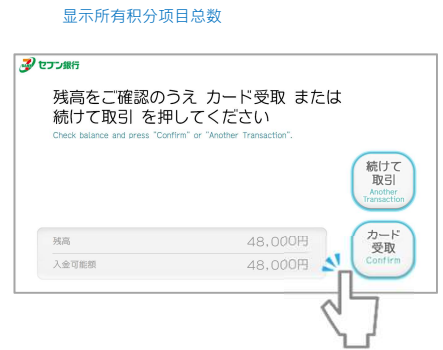 显示所有积分项目总数
セブン銀行
残高をご確認のうえ カード受取 または
続けて取引 を押してください
Check balance and press "Confirm" or "Another Transaction".
続けて
取引
Another
Transaction
残高 48,000円
入金可能額 48,000円
カード
受取
Confirm